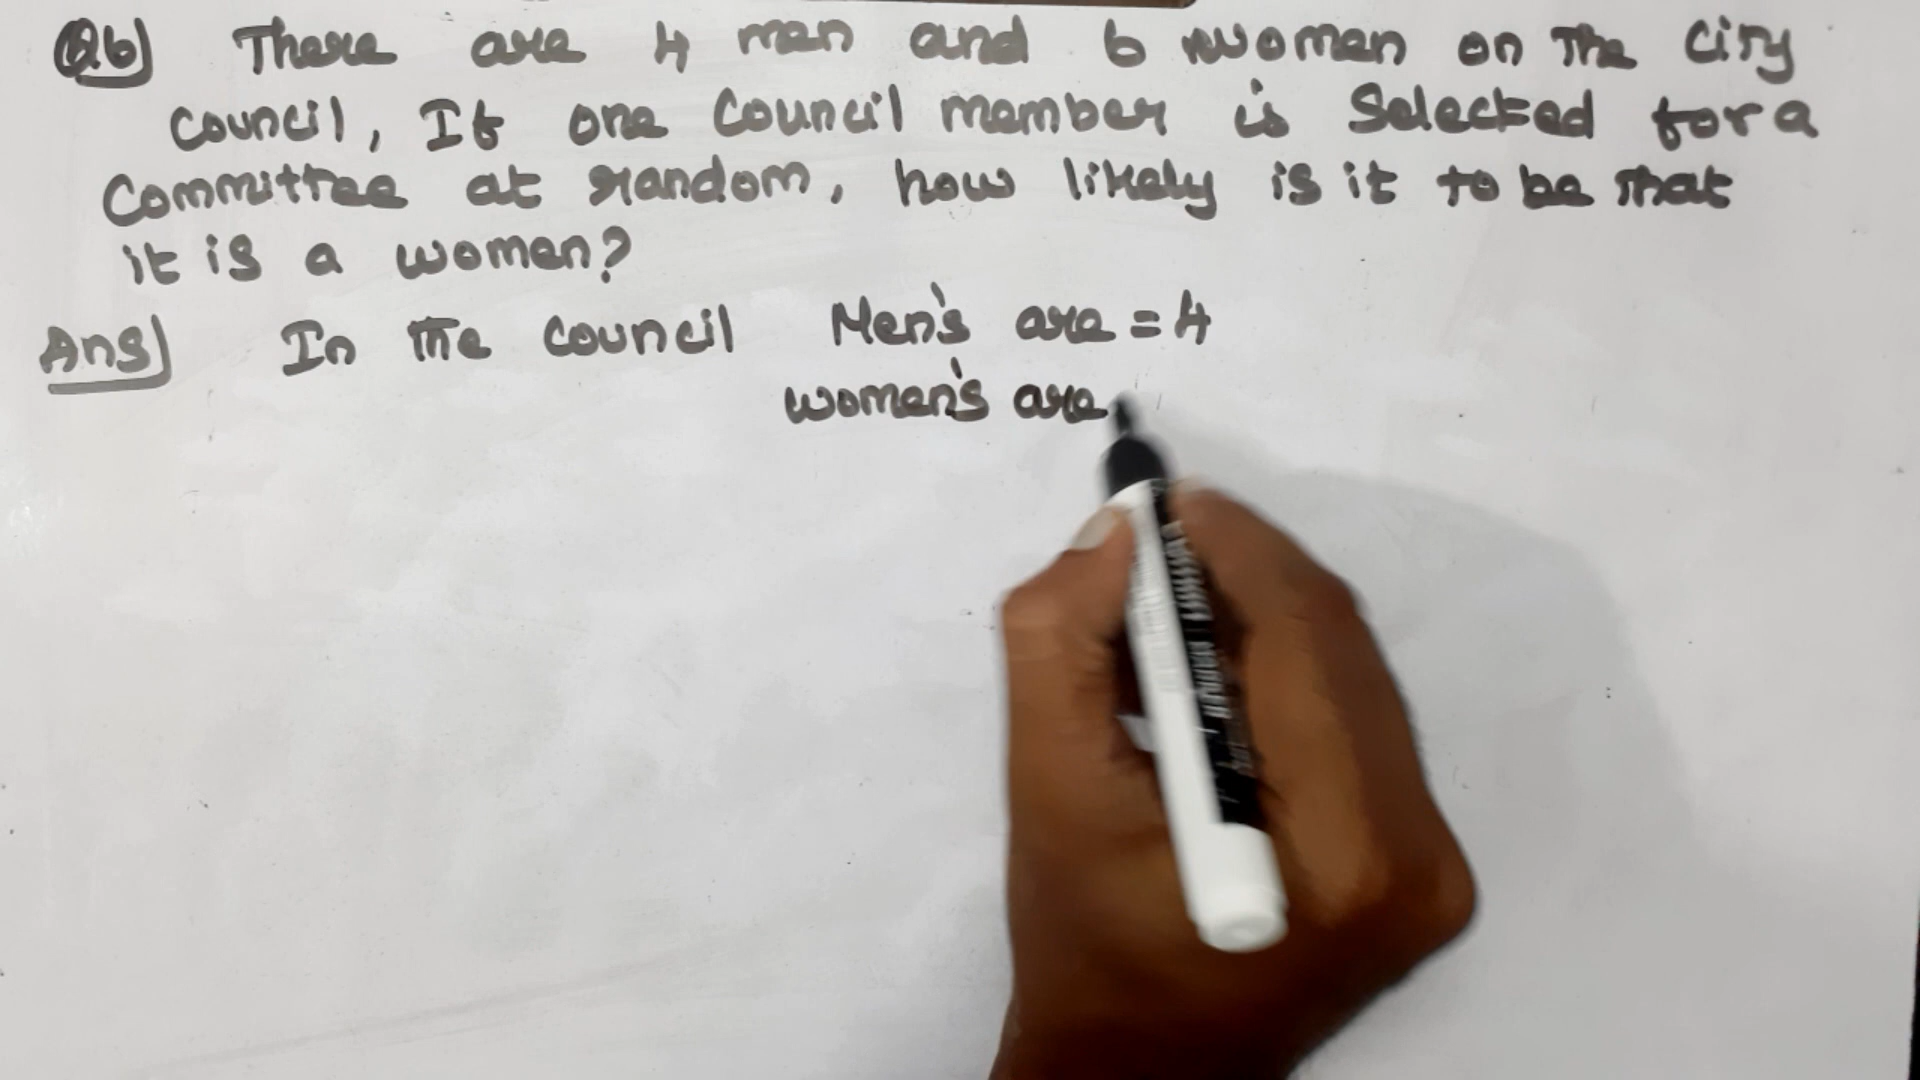 Q6) There are 4 men and 6 women on The City
Council, If one Council member is Selected for a
Committee at random, how likely is it to be that
it is a women?
Ans) In The Council Men's are = 4
women's are